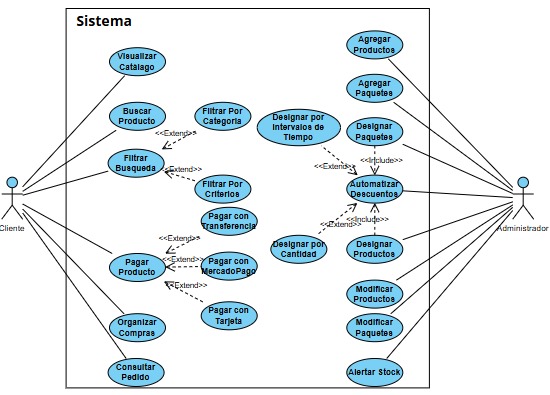 Sistema
Visualizar
Catálago
Buscar
Producto
Filtrar
Busqueda
Filtrar Por
Categoria
<<Extend>>
<<Extend>>
Filtrar Por
Criterios
Pagar con
Transferencia
<<Extend>>
Pagar
Producto
<<Extend>>
Pagar con
MercadoPago
<<Extend>>
Pagar con
Tarjeta
Organizar
Compras
Consultar
Pedido
Cliente
Designar por
Intervalos de
Tiempo
<<Extend>>
Agregar
Productos
Agregar
Paquetes
Designar
Paquetes
<<Include>>
Automatizar
Descuentos
<<Extend>>
<<Include>>
Designar por
Cantidad
Designar
Productos
Modificar
Productos
Modificar
Paquetes
Alertar Stock
Administrador